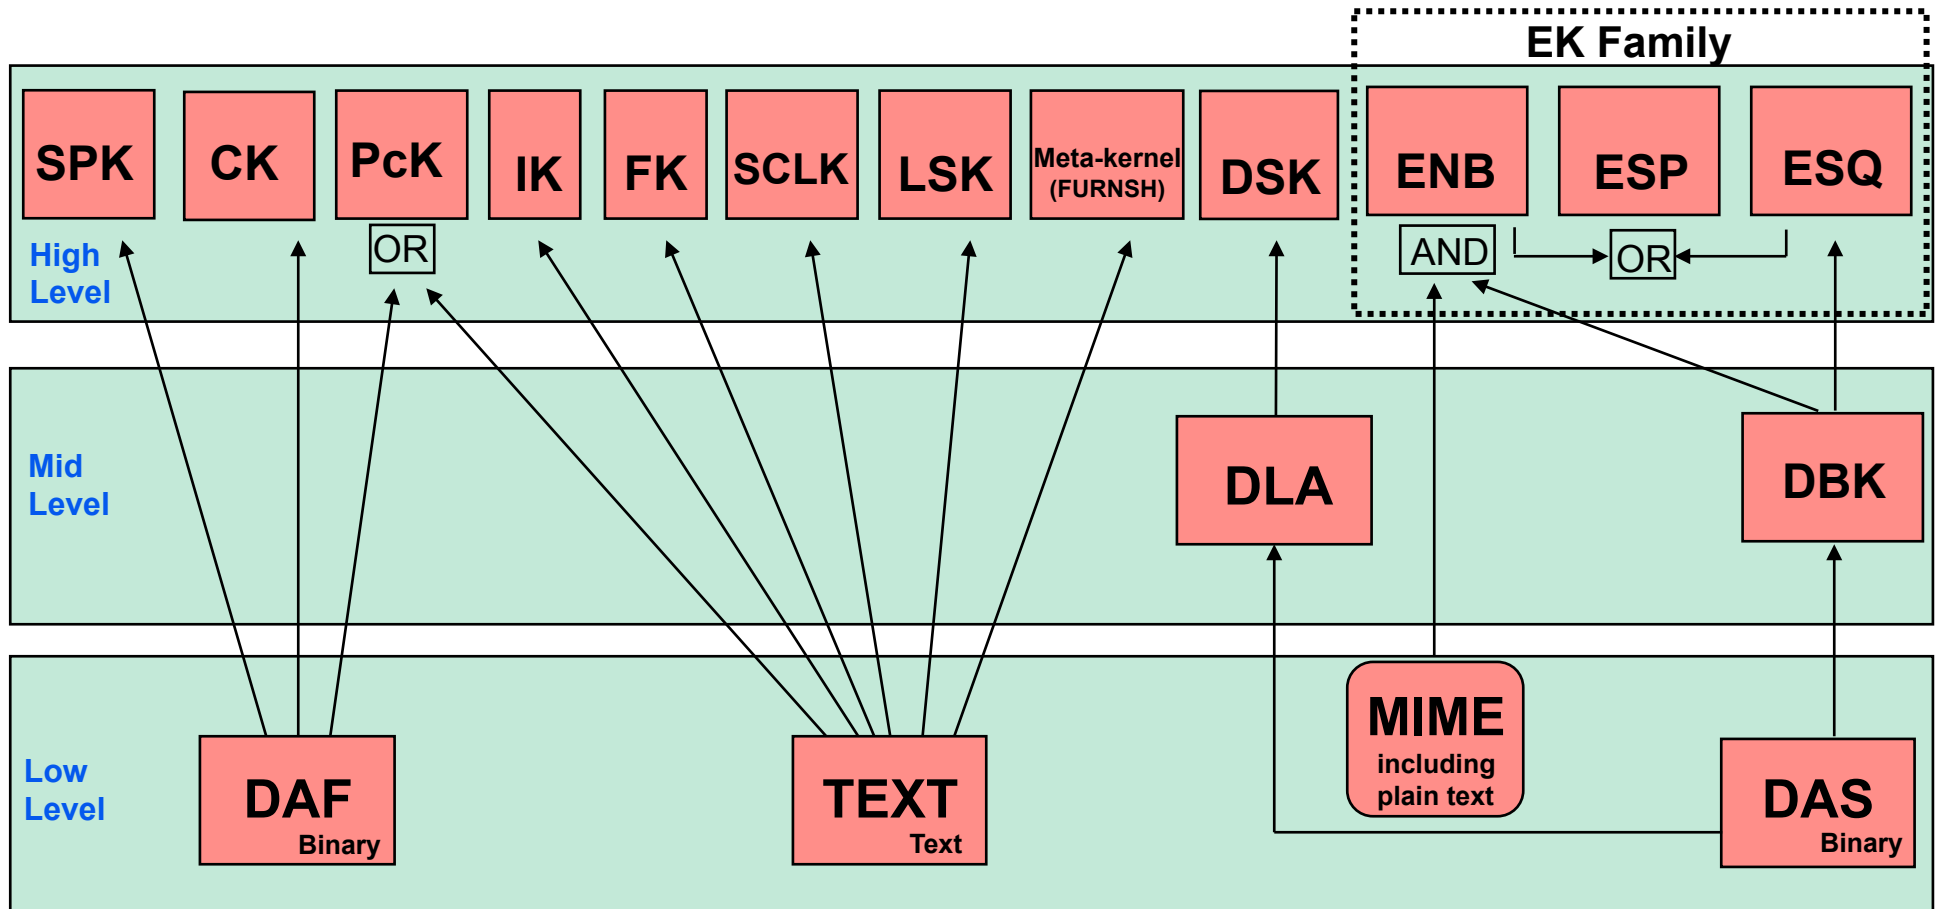 EK Family
SPK
CK
PcK
IK
FK
SCLK
LSK
Meta-kernel
(FURNSH)
DSK
ENB
ESP
ESQ
OR
AND
OR
High
Level
Mid
Level
DLA
DBK
Low
Level
DAF
Binary
TEXT
Text
MIME
including
plain text
DAS
Binary